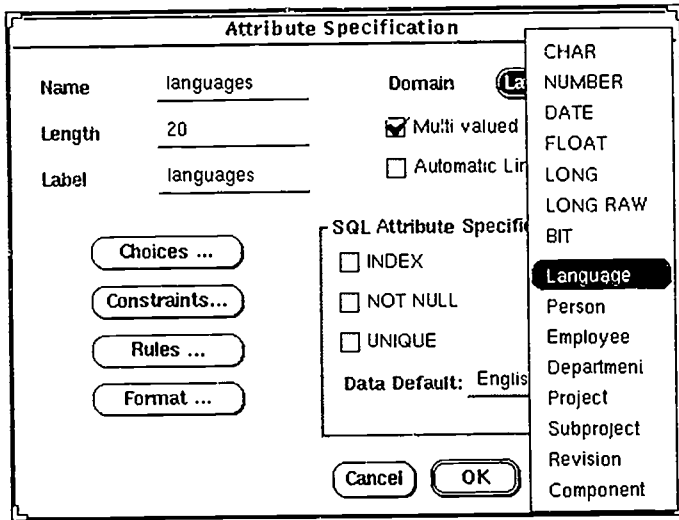 Attribute Specification
Name languages
Length 20
Label languages
Domain La
Multi valued
Automatic Lin
Choices ...
Constraints...
Rules ...
Format ...
SQL Attribute Specific
INDEX
NOT NULL
UNIQUE
Data Default: Englis
Cancel
OK
CHAR
NUMBER
DATE
FLOAT
LONG
LONG RAW
BIT
Language
Person
Employee
Department
Project
Subproject
Revision
Component